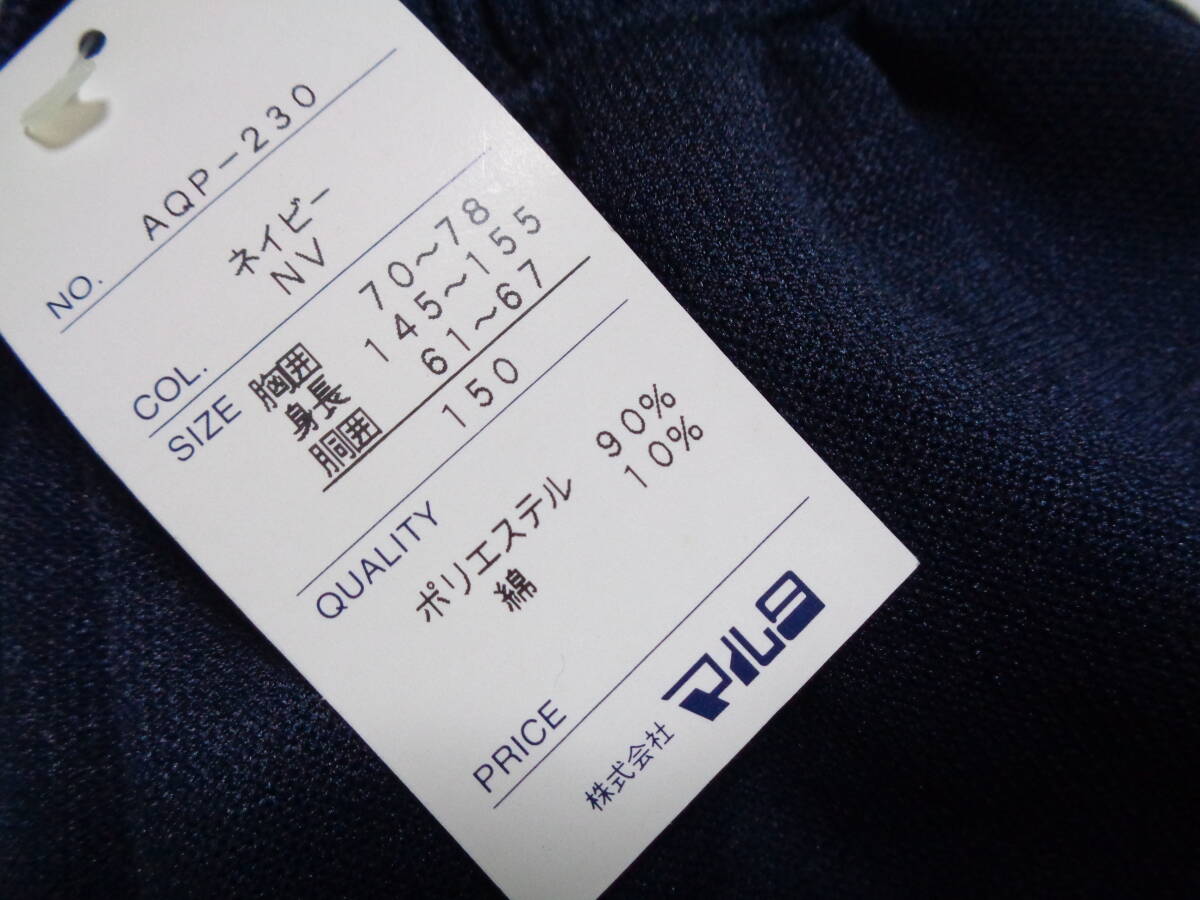 NO. AQP-230
ネイビー
COL. NV
SIZE 胸囲 70~78
身長 145~155
胴囲 61~67
150
QUALITY
ポリエステル 90%
綿 10%
PRICE
株式会社 マイルヨ